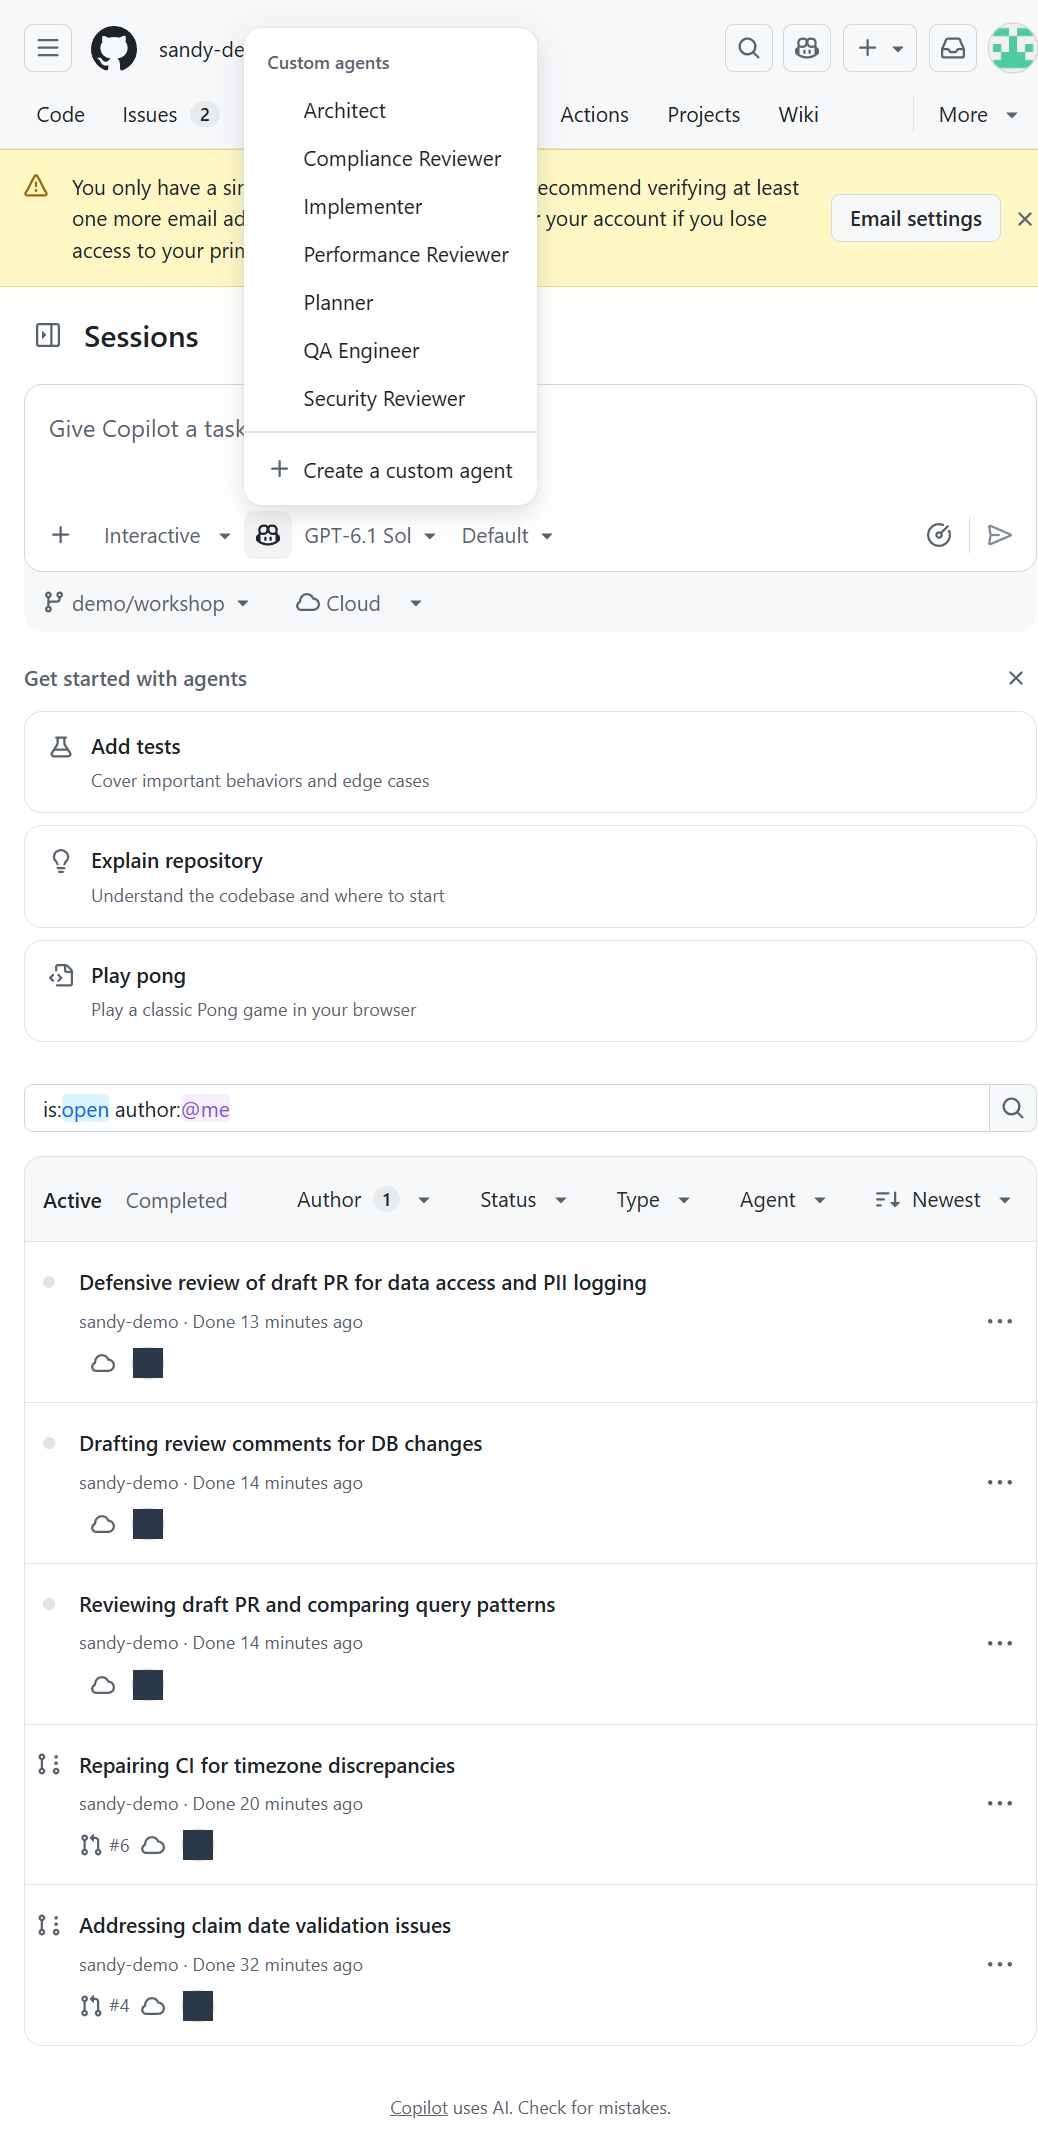 sandy-de
Code
Issues 2
Actions
Projects
Wiki
More
You only have a sin
ecommend verifying at least
one more email ad
your account if you lose
access to your prin
Email settings
Custom agents
Architect
Compliance Reviewer
Implementer
Performance Reviewer
Planner
QA Engineer
Security Reviewer
Create a custom agent
Sessions
Give Copilot a task
Interactive
GPT-6.1 Sol
Default
demo/workshop
Cloud
Get started with agents
Add tests
Cover important behaviors and edge cases
Explain repository
Understand the codebase and where to start
Play pong
Play a classic Pong game in your browser
is:open author:@me
Active
Completed
Author 1
Status
Type
Agent
Newest
Defensive review of draft PR for data access and PII logging
sandy-demo · Done 13 minutes ago
Drafting review comments for DB changes
sandy-demo · Done 14 minutes ago
Reviewing draft PR and comparing query patterns
sandy-demo · Done 14 minutes ago
Repairing CI for timezone discrepancies
sandy-demo · Done 20 minutes ago
#6
Addressing claim date validation issues
sandy-demo · Done 32 minutes ago
#4
Copilot uses AI. Check for mistakes.